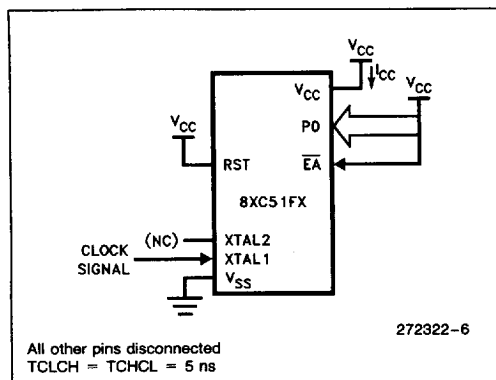 VCC
ICC
VCC
VCC
VCC
P0
RST
EA
8XC51FX
(NC)
XTAL2
CLOCK SIGNAL
XTAL1
VSS
272322-6
All other pins disconnected
TCLCH = TCHCL = 5 ns